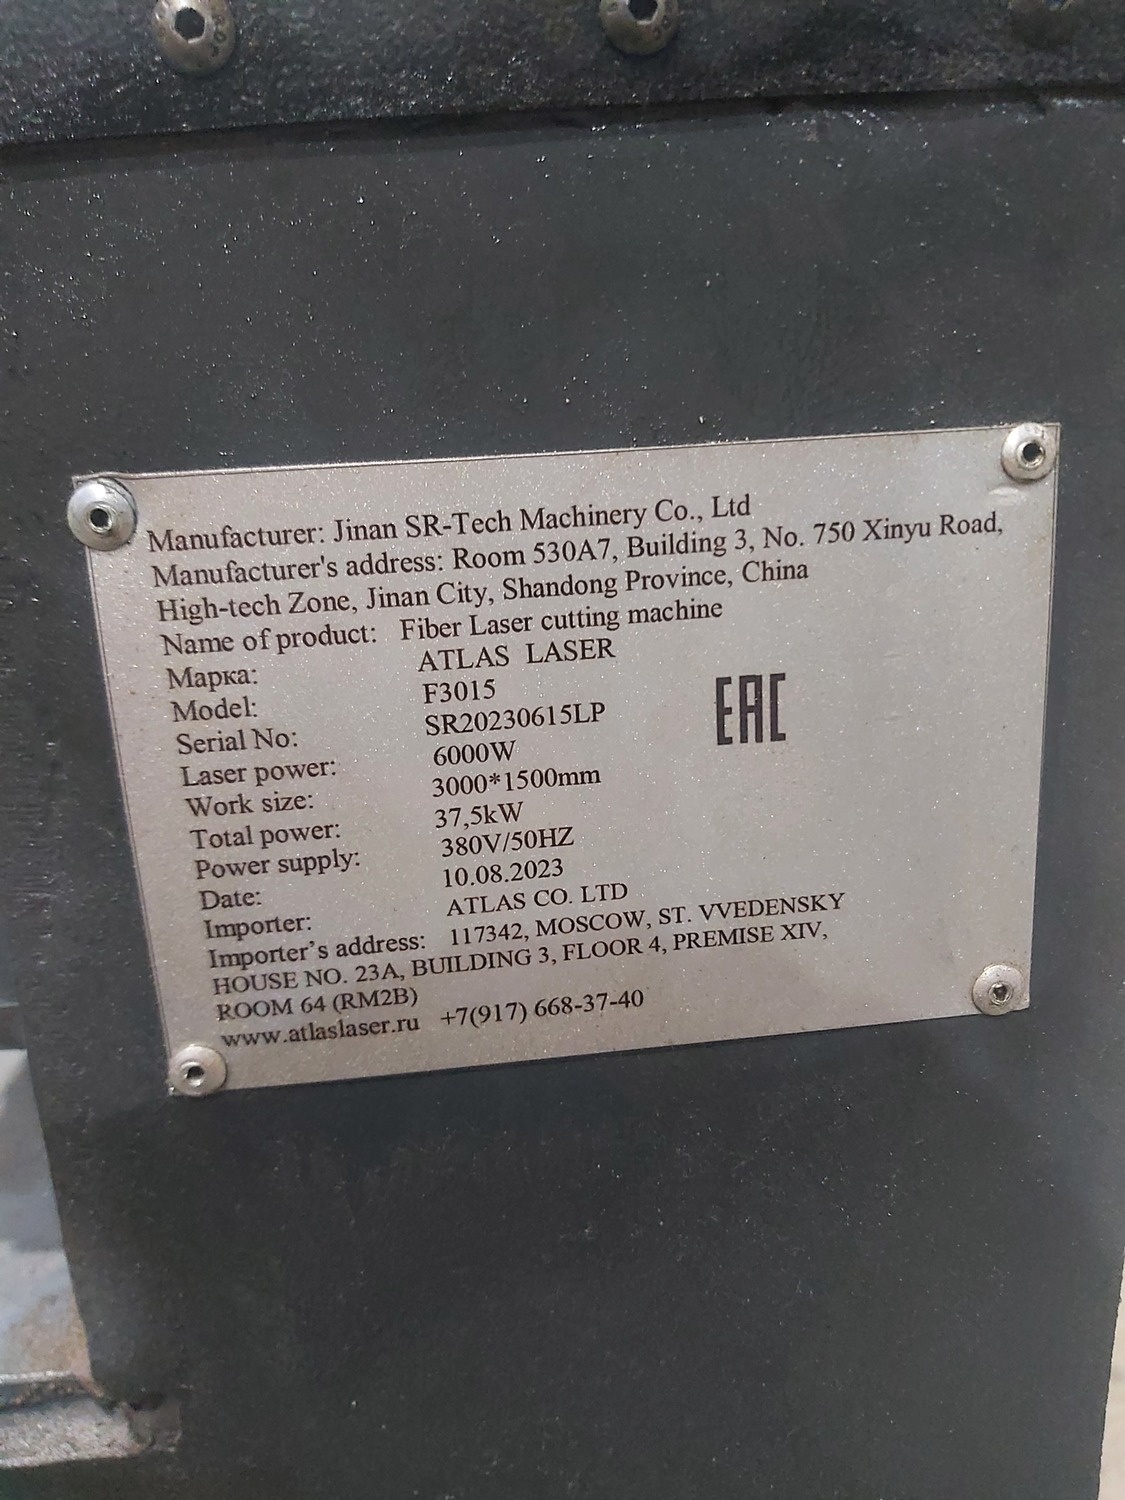 Manufacturer: Jinan SR-Tech Machinery Co., Ltd
Manufacturer's address: Room 530A7, Building 3, No. 750 Xinyu Road,
High-tech Zone, Jinan City, Shandong Province, China
Name of product: Fiber Laser cutting machine
Марка: ATLAS LASER
Model: F3015
Serial No: SR20230615LP
Laser power: 6000W
Work size: 3000*1500mm
Total power: 37,5kW
Power supply: 380V/50HZ
Date: 10.08.2023
Importer: ATLAS CO. LTD
Importer's address: 117342, MOSCOW, ST. VVEDENSKY
HOUSE NO. 23A, BUILDING 3, FLOOR 4, PREMISE XIV,
ROOM 64 (RM2B)
www.atlaslaser.ru +7(917) 668-37-40
EAC